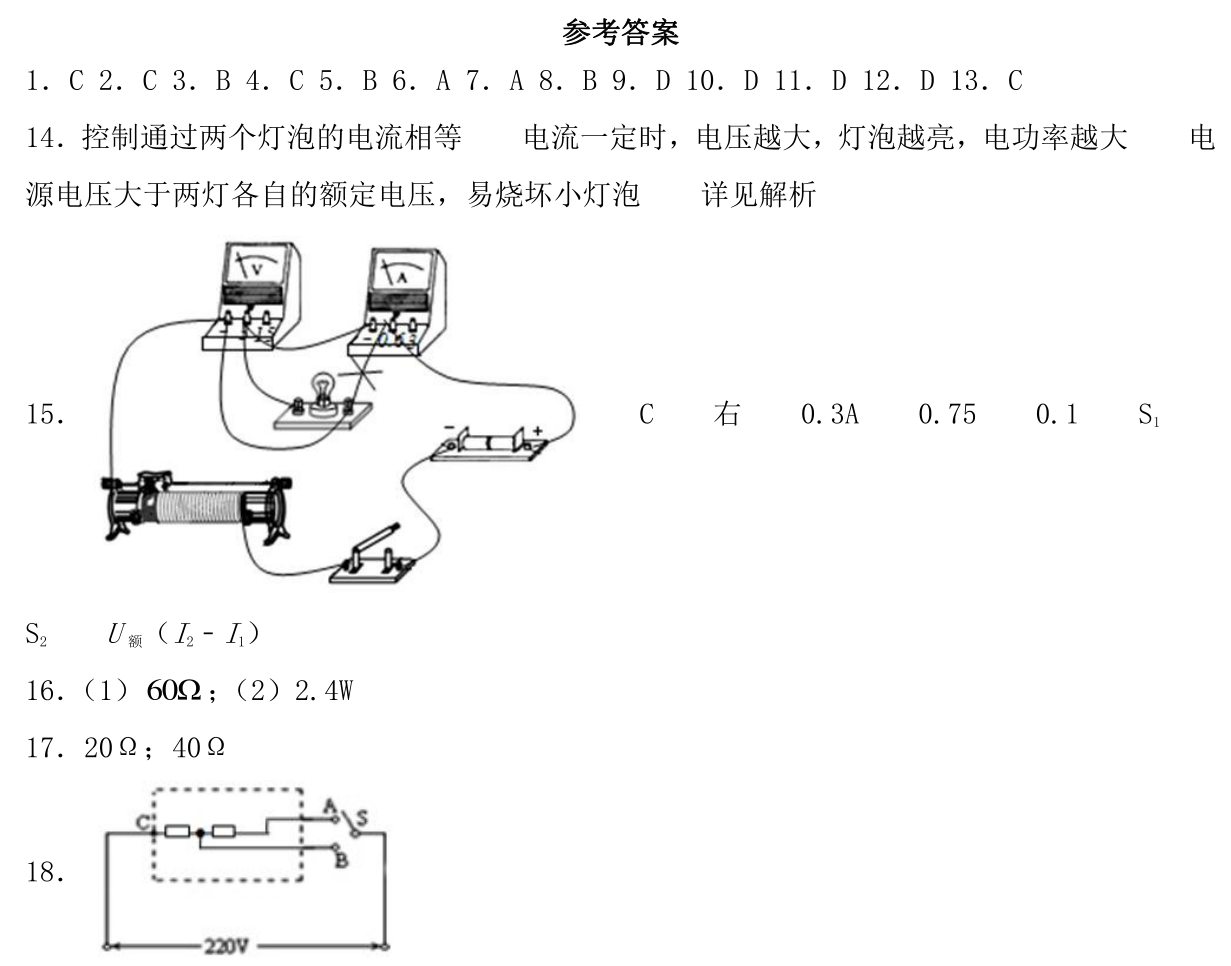 参考答案
1．C 2．C 3．B 4．C 5．B 6．A 7．A 8．B 9．D 10．D 11．D 12．D 13．C
14．控制通过两个灯泡的电流相等 电流一定时，电压越大，灯泡越亮，电功率越大 电
源电压大于两灯各自的额定电压，易烧坏小灯泡 详见解析
V
A
- 0.6 3
15． C 右 0.3A 0.75 0.1 S₁
- +
S₂ U额（I₂﹣I₁）
16．（1）60Ω；（2）2.4W
17．20Ω；40Ω
A S
C
B
18．
220V